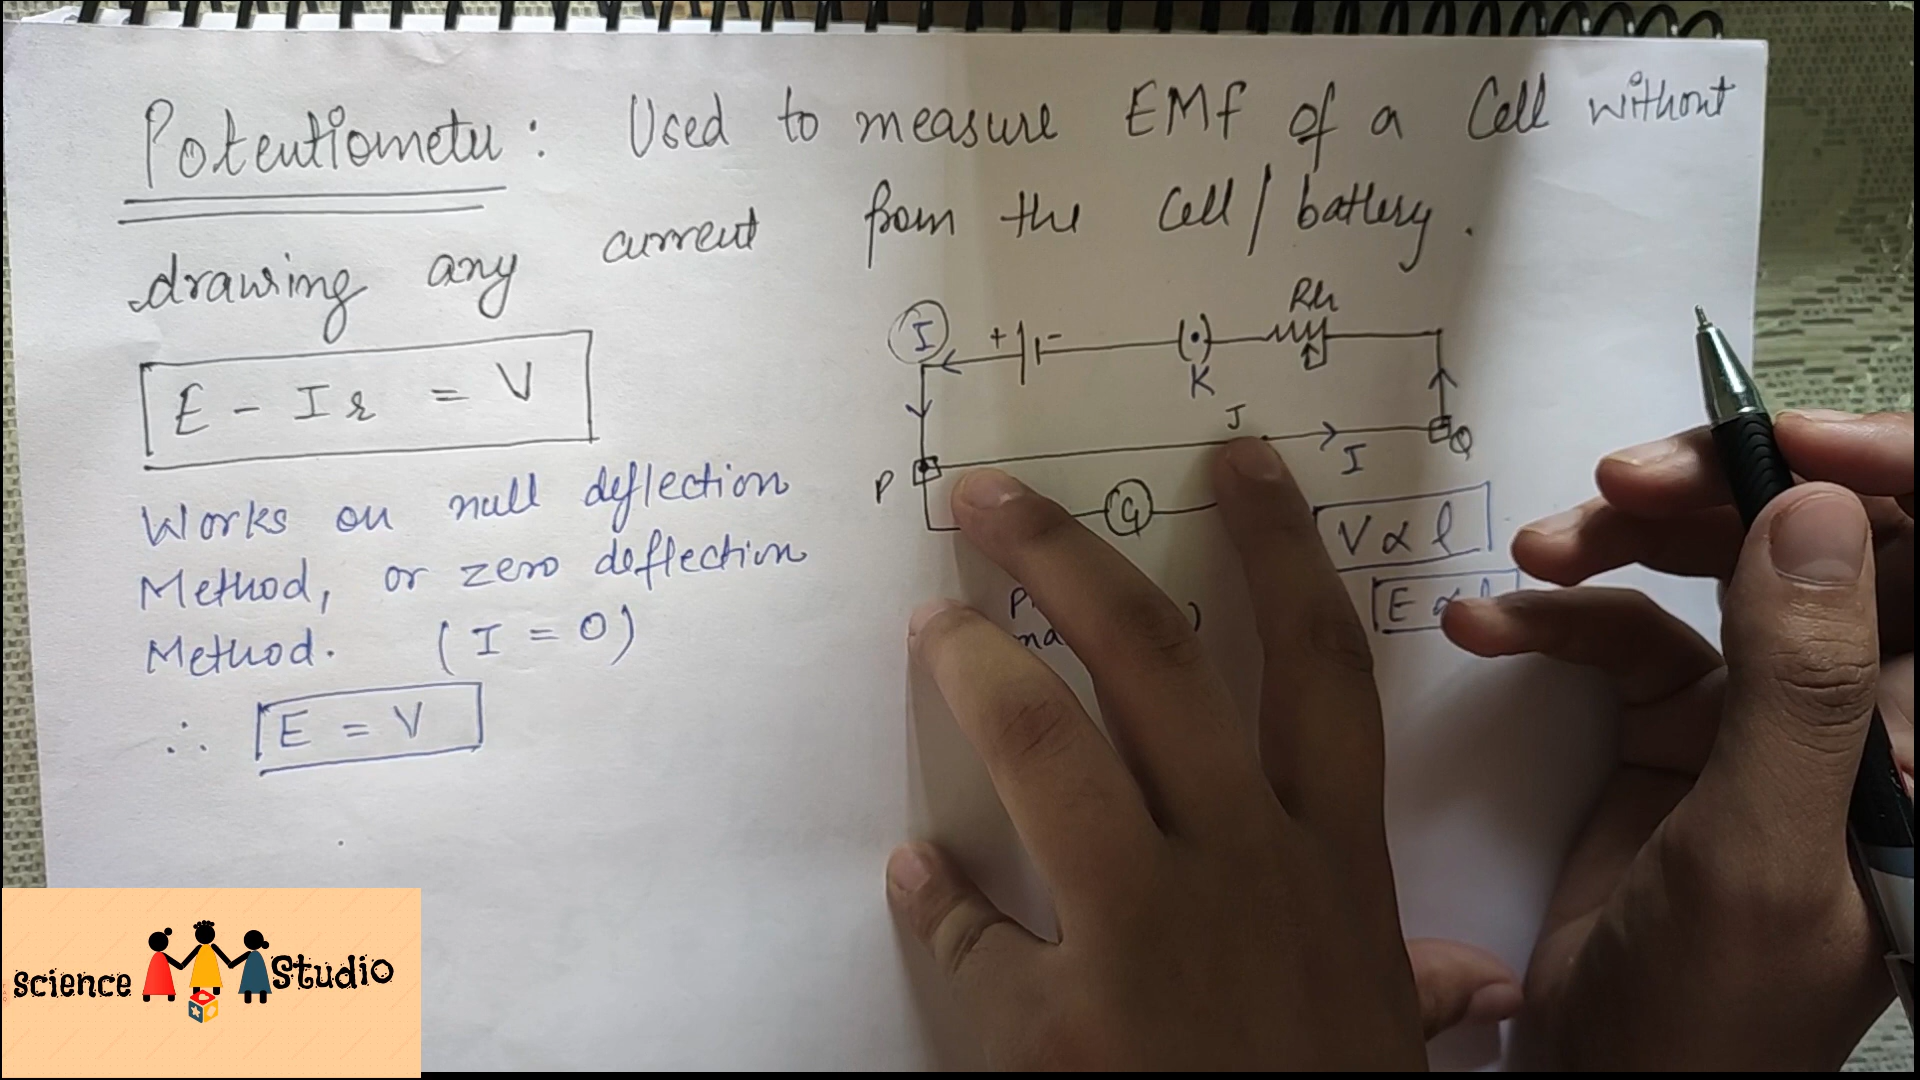 Potentiometer: Used to measure EMF of a Cell without
drawing any current from the Cell/battery.
E - Ir = V
Works on null deflection
Method, or zero deflection
Method. (I = 0)
∴ E = V
I
+ -
K
Rh
J
P
Q
I
G
V ∝ l
E ∝
Science Studio